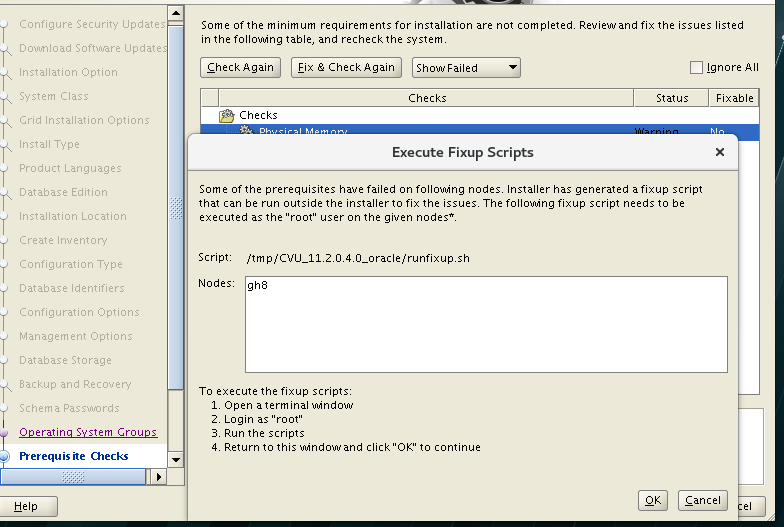 Configure Security Updates
Download Software Updates
Installation Option
System Class
Grid Installation Options
Install Type
Product Languages
Database Edition
Installation Location
Create Inventory
Configuration Type
Database Identifiers
Configuration Options
Management Options
Database Storage
Backup and Recovery
Schema Passwords
Operating System Groups
Prerequisite Checks
Help
Some of the minimum requirements for installation are not completed. Review and fix the issues listed
in the following table, and recheck the system.
Check Again Fix & Check Again Show Failed Ignore All
Checks Status Fixable
Checks
Physical Memory Warning No
Execute Fixup Scripts
Some of the prerequisites have failed on following nodes. Installer has generated a fixup script
that can be run outside the installer to fix the issues. The following fixup script needs to be
executed as the "root" user on the given nodes*.
Script: /tmp/CVU_11.2.0.4.0_oracle/runfixup.sh
Nodes: gh8
To execute the fixup scripts:
1. Open a terminal window
2. Login as "root"
3. Run the scripts
4. Return to this window and click "OK" to continue
OK Cancel
cel